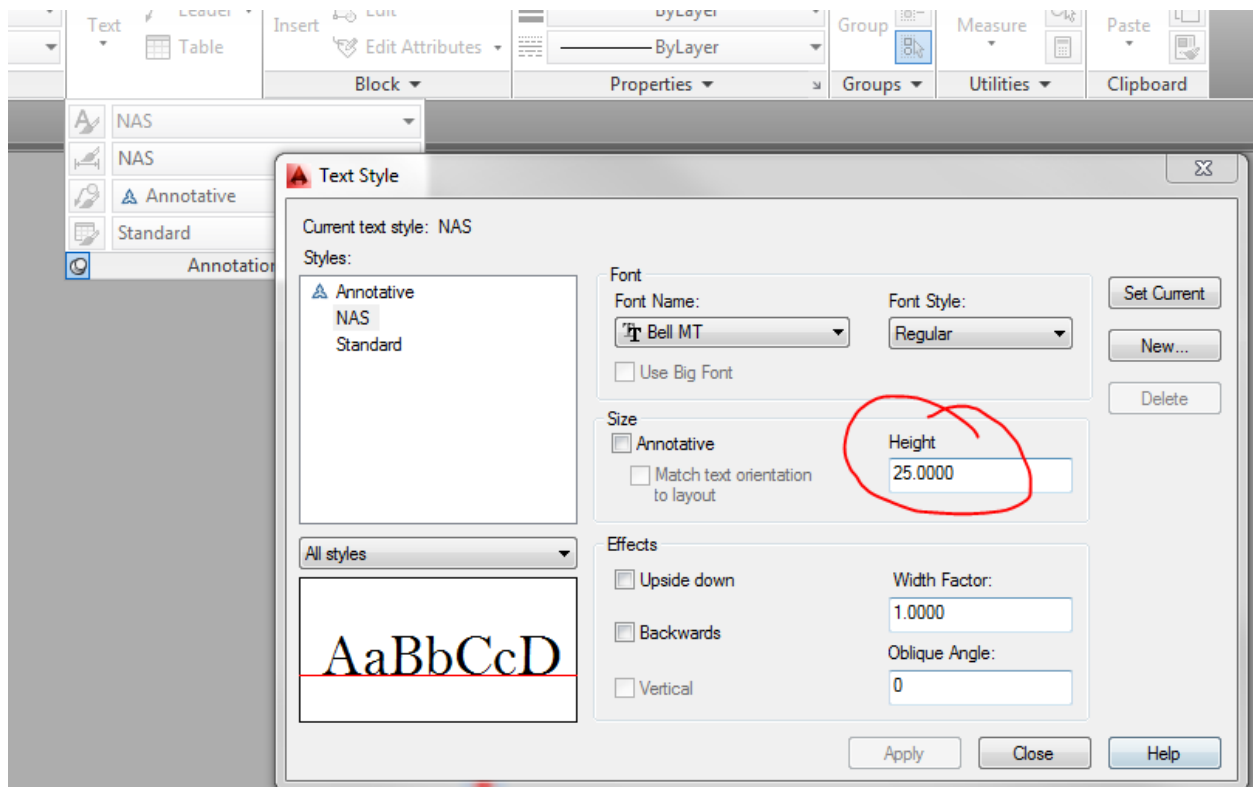 Text Leader Insert Edit ByLayer Group Measure Paste
Table Edit Attributes ByLayer
Block Properties Groups Utilities Clipboard
NAS
NAS
Annotative
Standard
Text Style
Current text style: NAS
Styles:
Annotative
NAS
Standard
All styles
AaBbCcD
Font
Font Name:
Bell MT
Use Big Font
Font Style:
Regular
Size
Annotative
Match text orientation
to layout
Height
25.0000
Effects
Upside down
Backwards
Vertical
Width Factor:
1.0000
Oblique Angle:
0
Set Current
New...
Delete
Apply Close Help